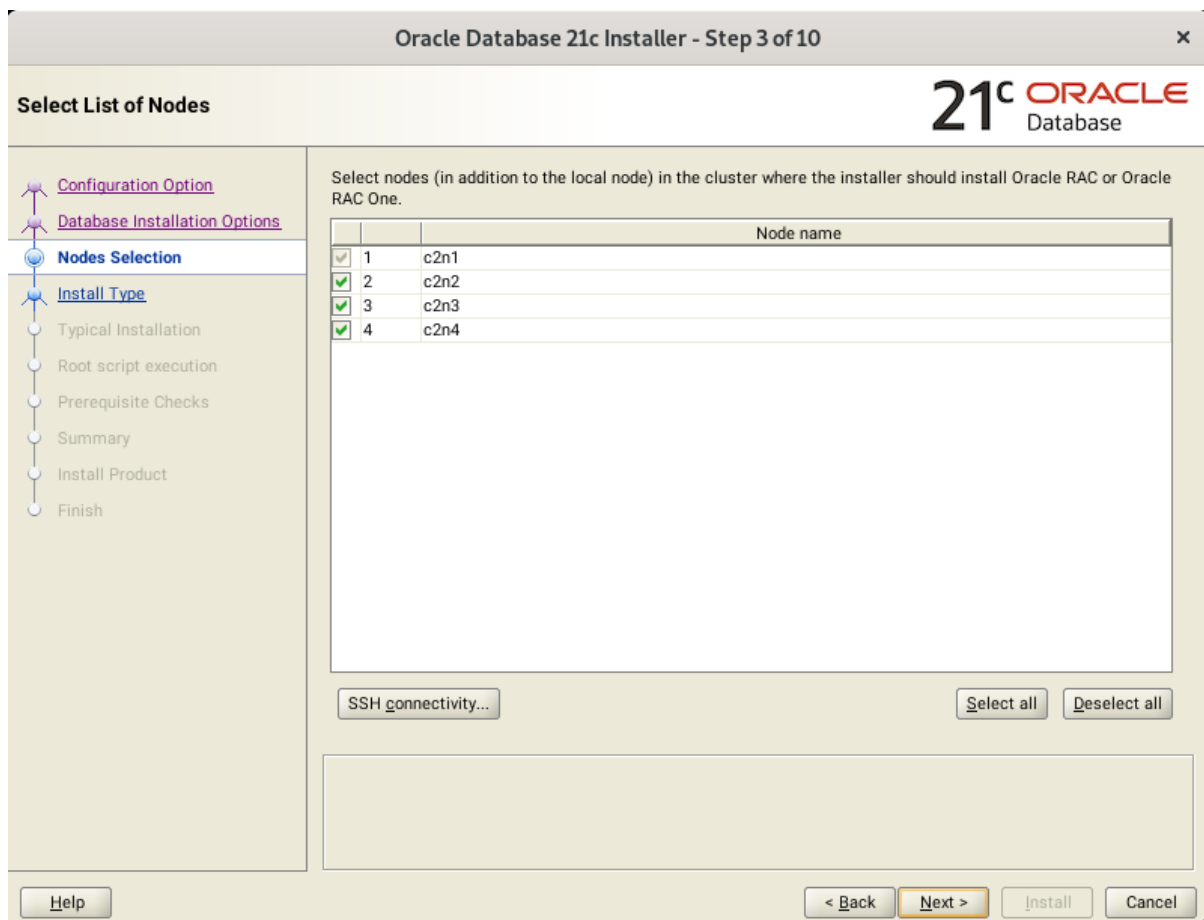 Oracle Database 21c Installer - Step 3 of 10
×
Select List of Nodes
21c ORACLE
Database
Configuration Option
Database Installation Options
Nodes Selection
Install Type
Typical Installation
Root script execution
Prerequisite Checks
Summary
Install Product
Finish
Select nodes (in addition to the local node) in the cluster where the installer should install Oracle RAC or Oracle
RAC One.
Node name
1 c2n1
2 c2n2
3 c2n3
4 c2n4
SSH connectivity...
Select all
Deselect all
Help
< Back
Next >
Install
Cancel